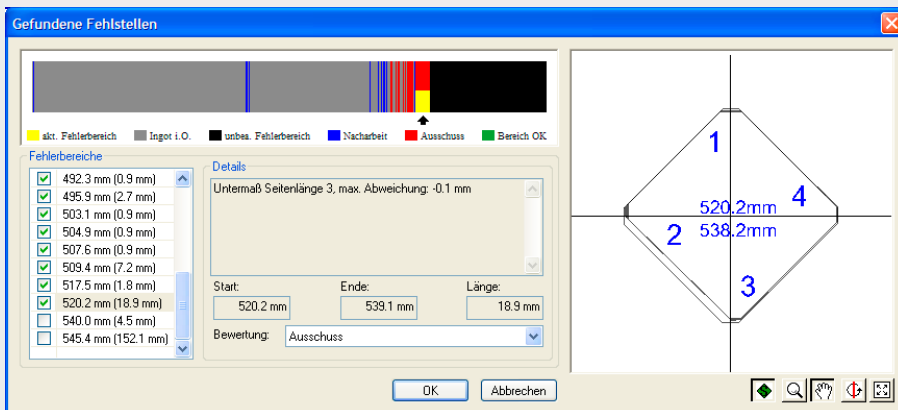 Gefundene Fehlstellen
akt. Fehlerbereich Ingot i.O. unbea. Fehlerbereich Nacharbeit Ausschuss Bereich OK
Fehlerbereiche
492.3 mm (0.9 mm)
495.9 mm (2.7 mm)
503.1 mm (0.9 mm)
504.9 mm (0.9 mm)
507.6 mm (0.9 mm)
509.4 mm (7.2 mm)
517.5 mm (1.8 mm)
520.2 mm (18.9 mm)
540.0 mm (4.5 mm)
545.4 mm (152.1 mm)
Details
Untermaß Seitenlänge 3, max. Abweichung: -0.1 mm
Start: Ende: Länge:
520.2 mm 539.1 mm 18.9 mm
Bewertung: Ausschuss
OK Abbrechen
1
4
520.2mm
2 538.2mm
3